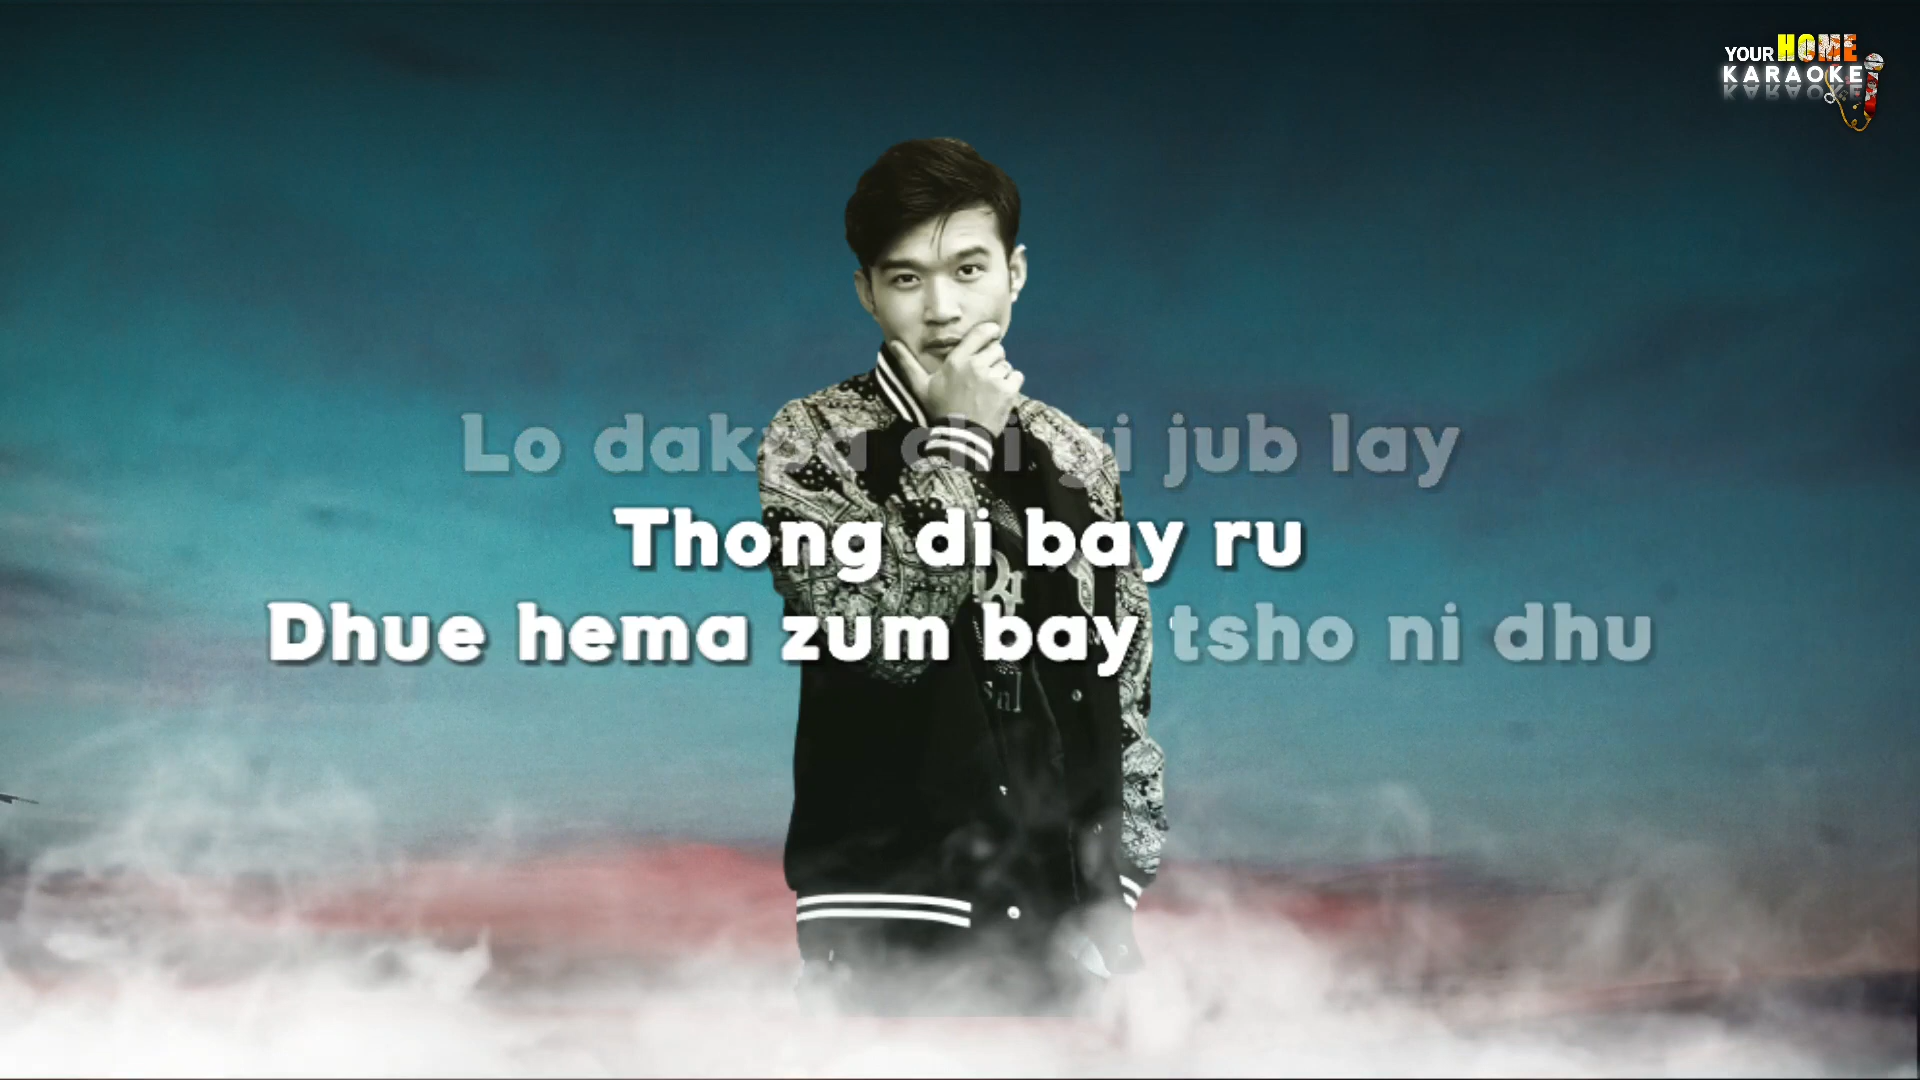 YOUR HOME
KARAOKE
Lo dakpa chi gi jub lay
Thong di bay ru
Dhue hema zum bay tsho ni dhu